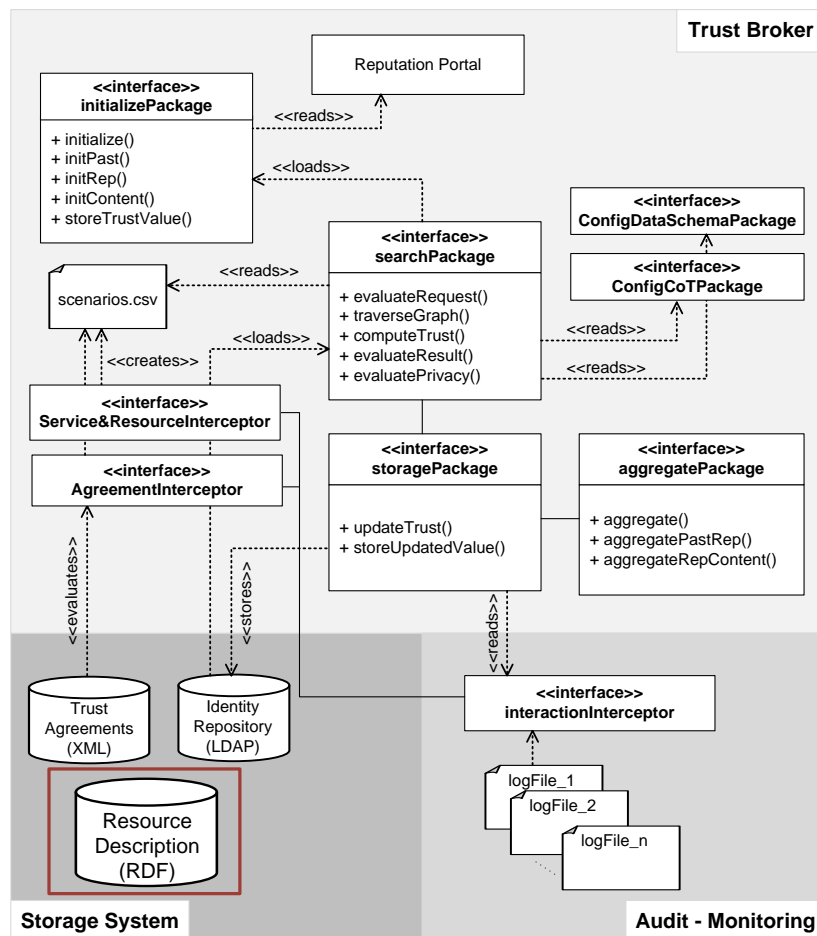 Trust Broker
Reputation Portal
<<interface>>
initializePackage
+ initialize()
+ initPast()
+ initRep()
+ initContent()
+ storeTrustValue()
<<reads>>
<<loads>>
<<interface>>
ConfigDataSchemaPackage
<<interface>>
searchPackage
+ evaluateRequest()
+ traverseGraph()
+ computeTrust()
+ evaluateResult()
+ evaluatePrivacy()
<<interface>>
ConfigCoTPackage
<<reads>>
scenarios.csv
<<loads>>
<<reads>>
<<creates>>
<<reads>>
<<interface>>
Service&ResourceInterceptor
<<interface>>
AgreementInterceptor
<<interface>>
storagePackage
+ updateTrust()
+ storeUpdatedValue()
<<interface>>
aggregatePackage
+ aggregate()
+ aggregatePastRep()
+ aggregateRepContent()
<<evaluates>>
<<stores>>
<<reads>>
Trust
Agreements
(XML)
Identity
Repository
(LDAP)
<<interface>>
interactionInterceptor
Resource
Description
(RDF)
logFile_1
logFile_2
logFile_n
Storage System
Audit - Monitoring